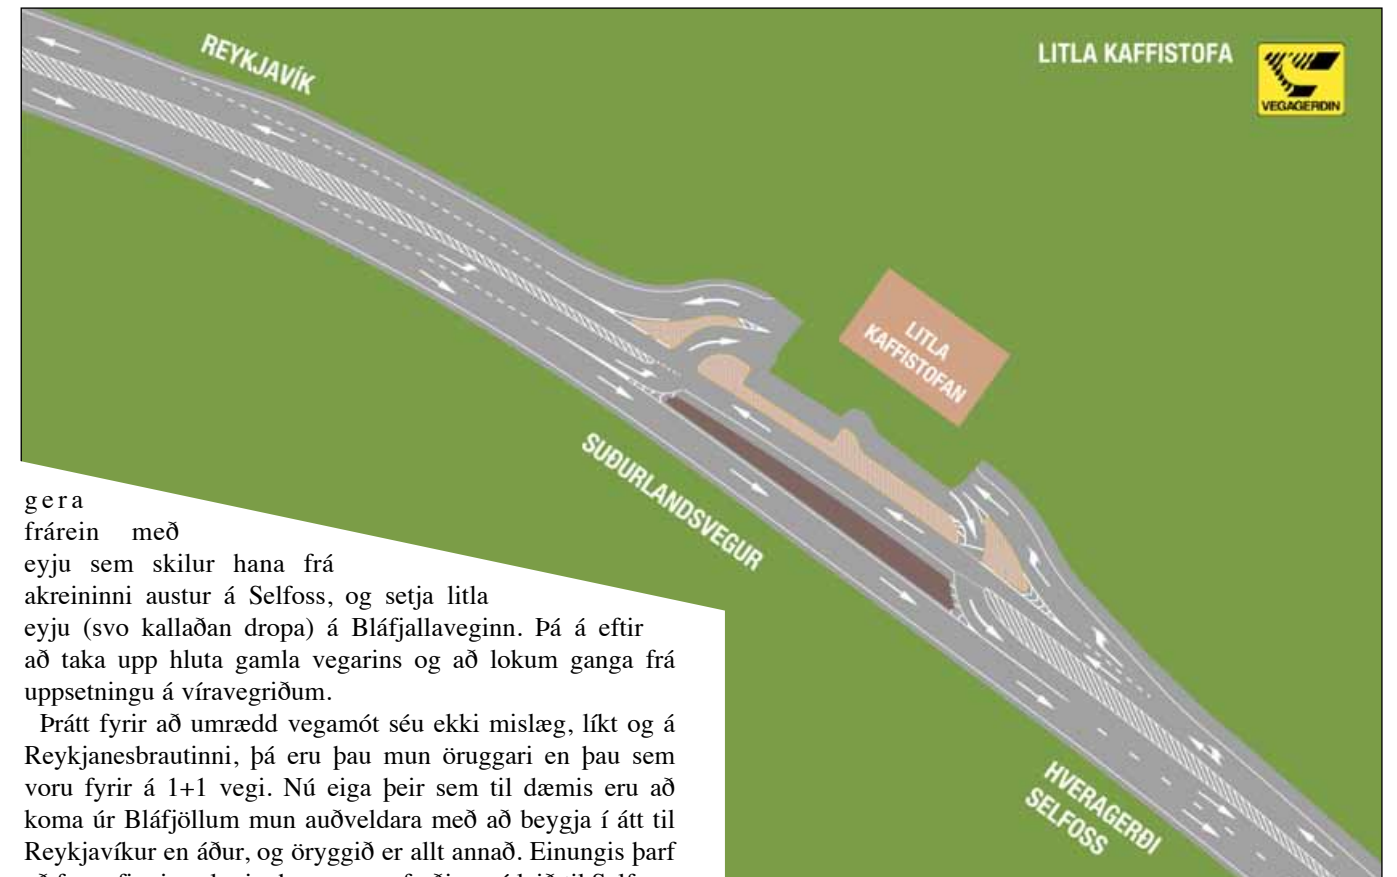 REYKJAVÍK
LITLA KAFFISTOFA
VEGAGERDIN
LITLA
KAFFISTOFAN
SUÐURLANDSVEGUR
HVERAGERÐI
SELFOSS
gera
frárein með
eyju sem skilur hana frá
akreininni austur á Selfoss, og setja litla
eyju (svo kallaðan dropa) á Bláfjallaveginn. Þá á eftir
að taka upp hluta gamla vegarins og að lokum ganga frá
uppsetningu á víravegriðum.
Þrátt fyrir að umrædd vegamót séu ekki mislæg, líkt og á
Reykjanesbrautinni, þá eru þau mun öruggari en þau sem
voru fyrir á 1+1 vegi. Nú eiga þeir sem til dæmis eru að
koma úr Bláfjöllum mun auðveldara með að beygja í átt til
Reykjavíkur en áður, og öryggið er allt annað. Einungis þarf